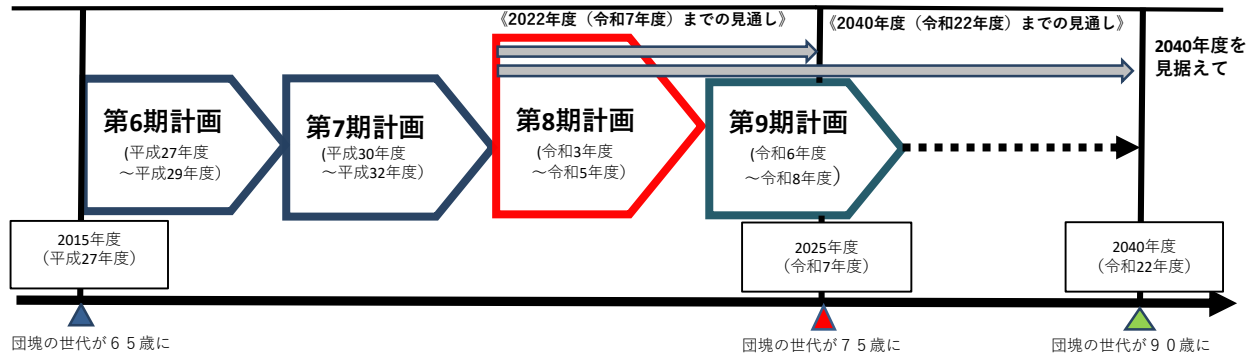 《2022年度（令和7年度）までの見通し》
《2040年度（令和22年度）までの見通し》
2040年度を
見据えて
第6期計画
(平成27年度
～平成29年度）
第7期計画
(平成30年度
～平成32年度）
第8期計画
(令和3年度
～令和5年度）
第9期計画
(令和6年度
～令和8年度）
2015年度
（平成27年度）
2025年度
（令和7年度）
2040年度
（令和22年度）
団塊の世代が６５歳に
団塊の世代が７５歳に
団塊の世代が９０歳に